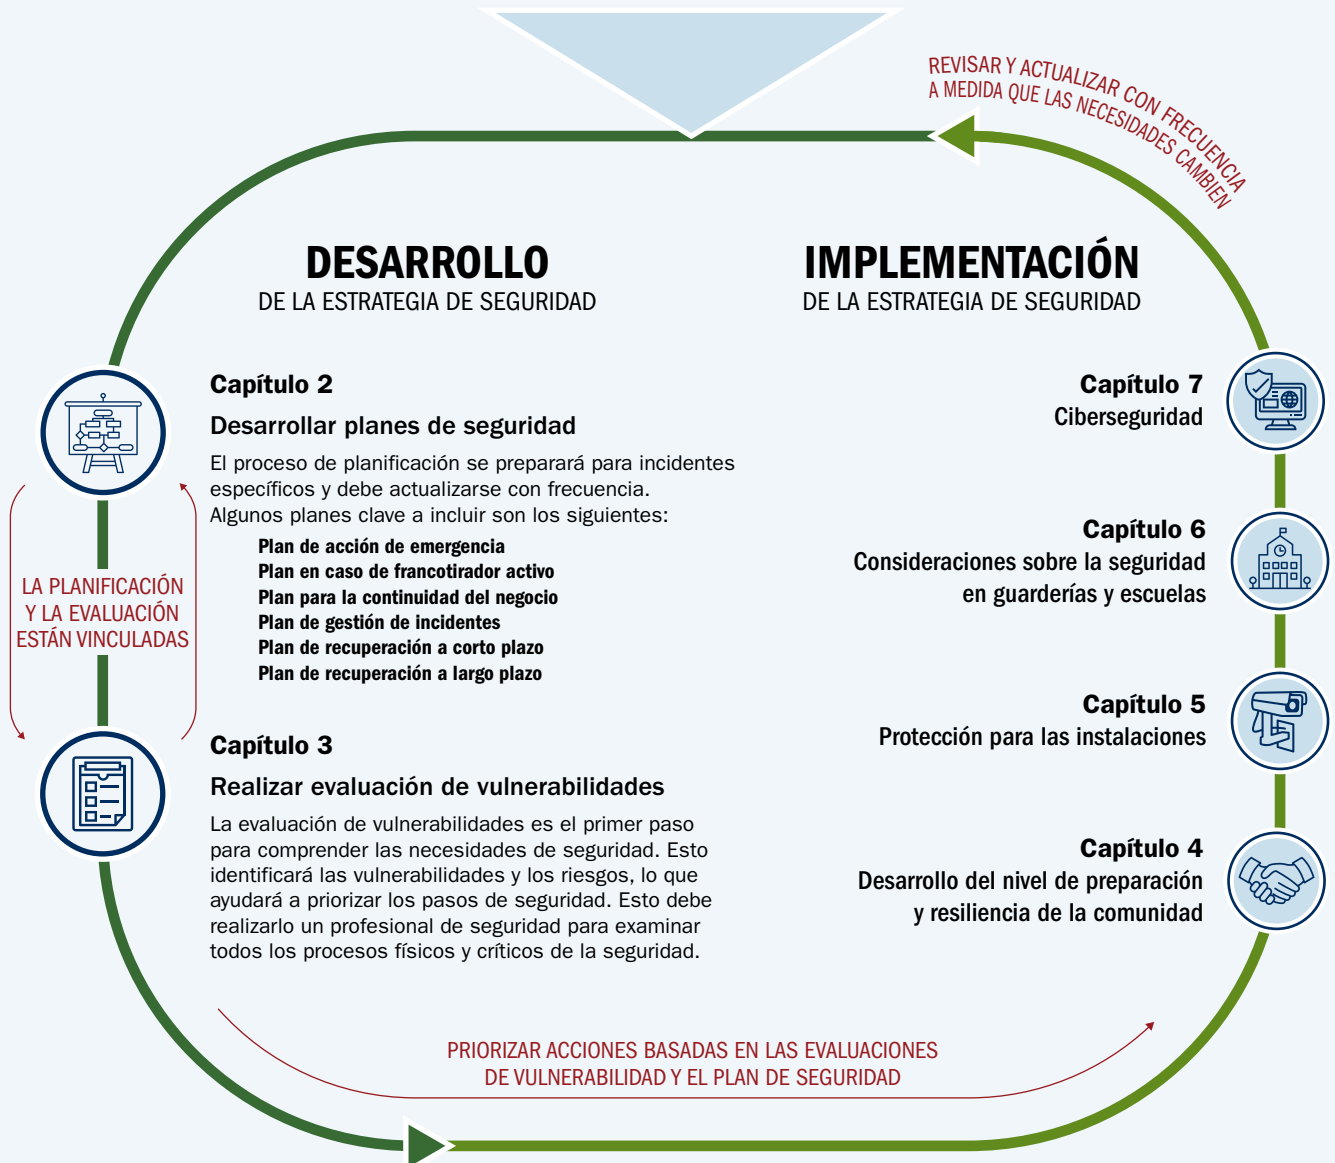 REVISAR Y ACTUALIZAR CON FRECUENCIA
A MEDIDA QUE LAS NECESIDADES CAMBIEN
DESARROLLO
DE LA ESTRATEGIA DE SEGURIDAD
Capítulo 2
Desarrollar planes de seguridad
El proceso de planificación se preparará para incidentes
específicos y debe actualizarse con frecuencia.
Algunos planes clave a incluir son los siguientes:
Plan de acción de emergencia
Plan en caso de francotirador activo
Plan para la continuidad del negocio
Plan de gestión de incidentes
Plan de recuperación a corto plazo
Plan de recuperación a largo plazo
LA PLANIFICACIÓN
Y LA EVALUACIÓN
ESTÁN VINCULADAS
Capítulo 3
Realizar evaluación de vulnerabilidades
La evaluación de vulnerabilidades es el primer paso
para comprender las necesidades de seguridad. Esto
identificará las vulnerabilidades y los riesgos, lo que
ayudará a priorizar los pasos de seguridad. Esto debe
realizarlo un profesional de seguridad para examinar
todos los procesos físicos y críticos de la seguridad.
IMPLEMENTACIÓN
DE LA ESTRATEGIA DE SEGURIDAD
Capítulo 7
Ciberseguridad
Capítulo 6
Consideraciones sobre la seguridad
en guarderías y escuelas
Capítulo 5
Protección para las instalaciones
Capítulo 4
Desarrollo del nivel de preparación
y resiliencia de la comunidad
PRIORIZAR ACCIONES BASADAS EN LAS EVALUACIONES
DE VULNERABILIDAD Y EL PLAN DE SEGURIDAD